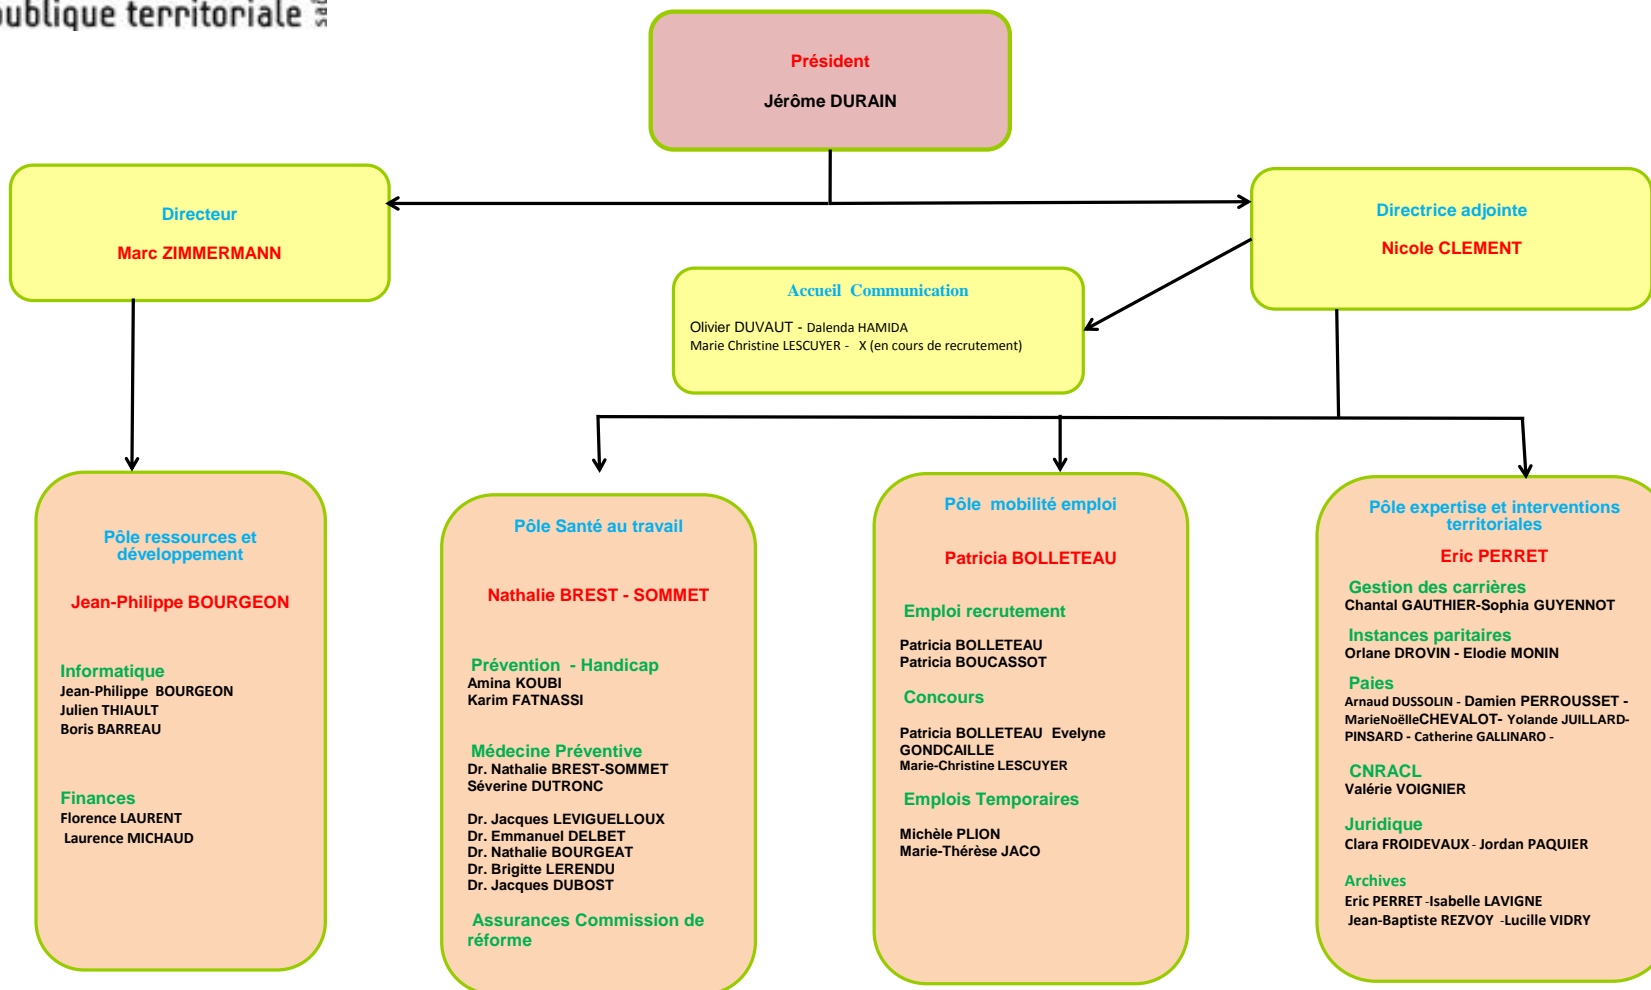 publique territoriale
Président
Jérôme DURAIN
Directeur
Marc ZIMMERMANN
Directrice adjointe
Nicole CLEMENT
Accueil  Communication
Olivier DUVAUT - Dalenda HAMIDA
Marie Christine LESCUYER -   X (en cours de recrutement)
Pôle ressources et
développement
Jean-Philippe BOURGEON
Informatique
Jean-Philippe  BOURGEON
Julien THIAULT
Boris BARREAU
Finances
Florence LAURENT
Laurence MICHAUD
Pôle Santé au travail
Nathalie BREST - SOMMET
Prévention  - Handicap
Amina KOUBI
Karim FATNASSI
Médecine Préventive
Dr. Nathalie BREST-SOMMET
Séverine DUTRONC
Dr. Jacques LEVIGUELLOUX
Dr. Emmanuel DELBET
Dr. Nathalie BOURGEAT
Dr. Brigitte LERENDU
Dr. Jacques DUBOST
Assurances Commission de
réforme
Pôle  mobilité emploi
Patricia BOLLETEAU
Emploi recrutement
Patricia BOLLETEAU
Patricia BOUCASSOT
Concours
Patricia BOLLETEAU  Evelyne
GONDCAILLE
Marie-Christine LESCUYER
Emplois Temporaires
Michèle PLION
Marie-Thérèse JACO
Pôle expertise et interventions
territoriales
Eric PERRET
Gestion des carrières
Chantal GAUTHIER-Sophia GUYENNOT
Instances paritaires
Orlane DROVIN - Elodie MONIN
Paies
Arnaud DUSSOLIN - Damien PERROUSSET -
MarieNoëlleCHEVALOT- Yolande JUILLARD-
PINSARD - Catherine GALLINARO -
CNRACL
Valérie VOIGNIER
Juridique
Clara FROIDEVAUX - Jordan PAQUIER
Archives
Eric PERRET -Isabelle LAVIGNE
Jean-Baptiste REZVOY  -Lucille VIDRY